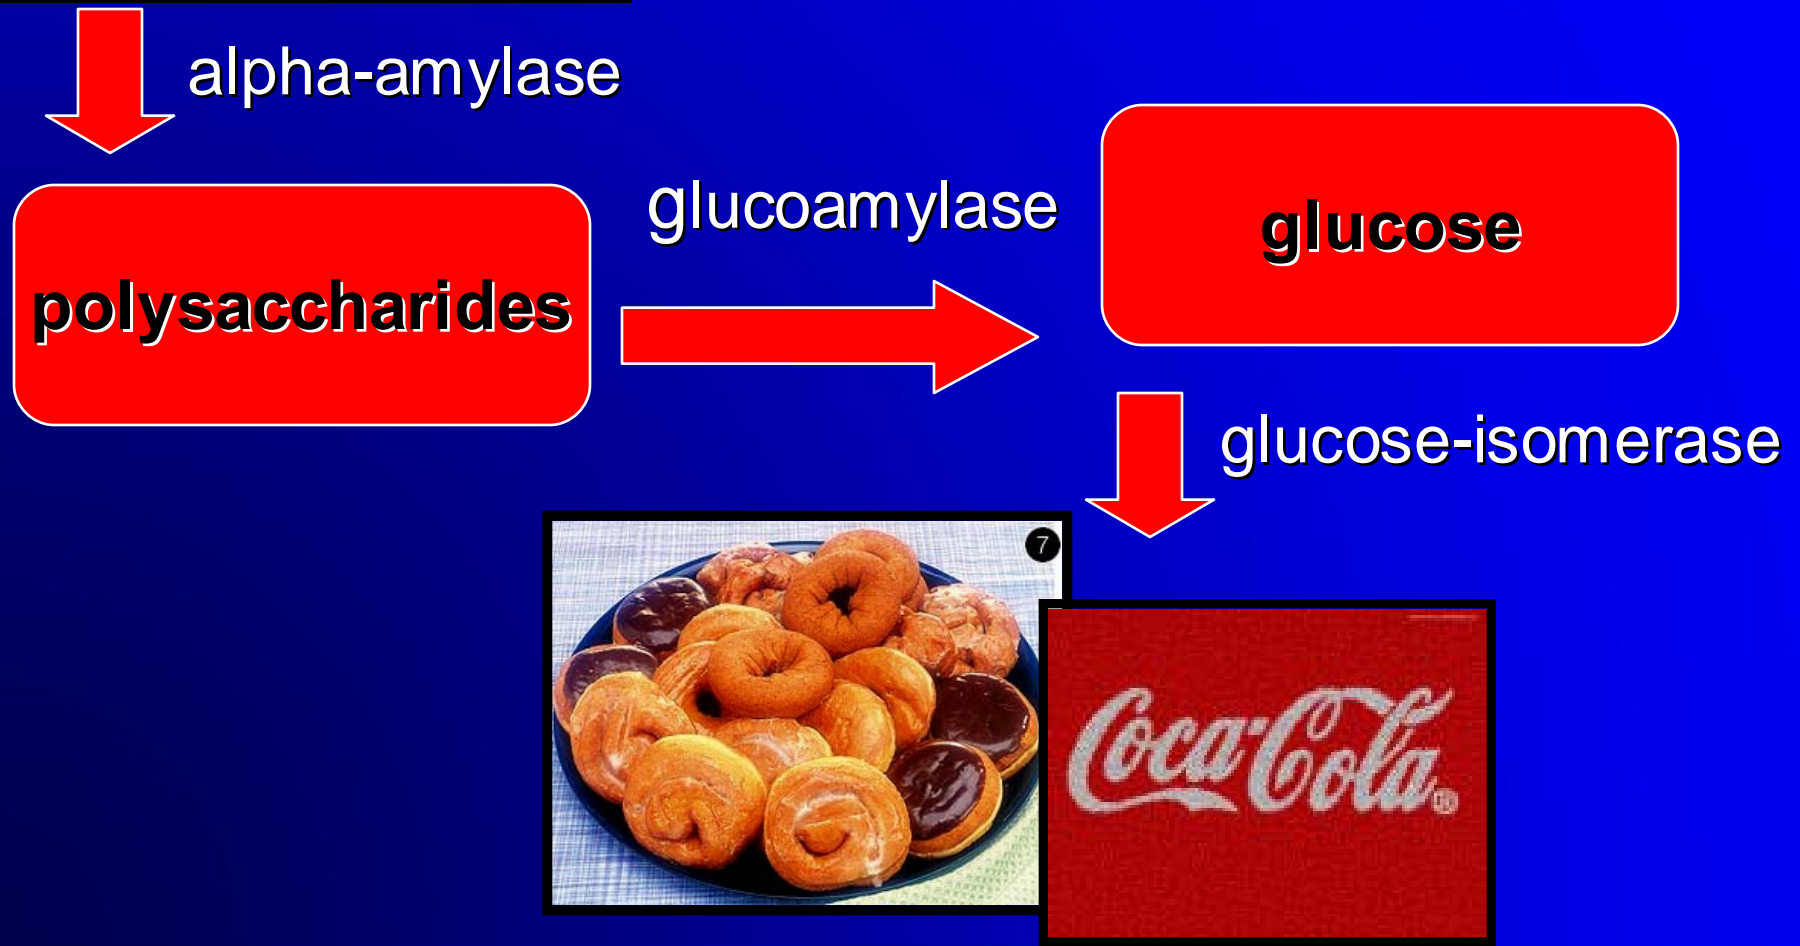 alpha-amylase
glucoamylase
glucose
polysaccharides
glucose-isomerase
7
Coca-Cola®